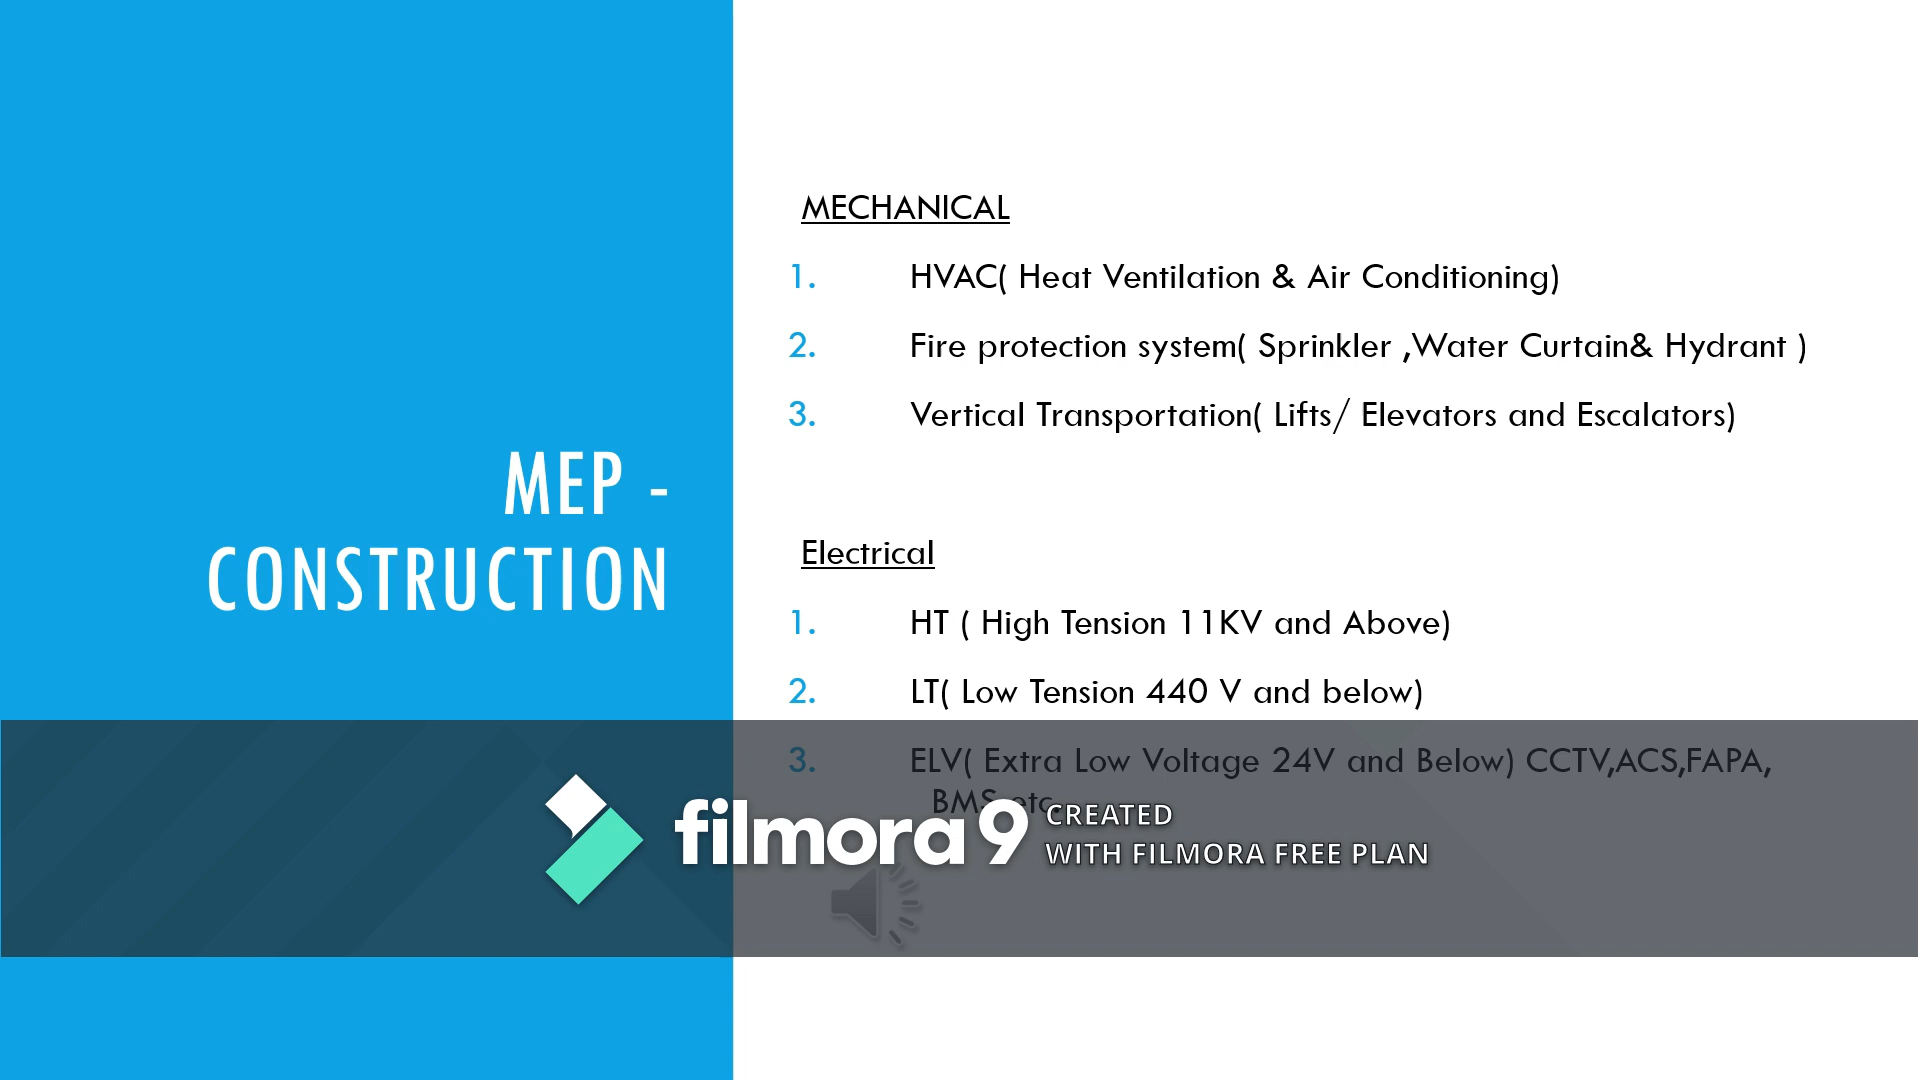 MEP -
CONSTRUCTION
MECHANICAL
1. HVAC( Heat Ventilation & Air Conditioning)
2. Fire protection system( Sprinkler ,Water Curtain& Hydrant )
3. Vertical Transportation( Lifts/ Elevators and Escalators)
Electrical
1. HT ( High Tension 11KV and Above)
2. LT( Low Tension 440 V and below)
3. ELV( Extra Low Voltage 24V and Below) CCTV,ACS,FAPA,
BMS etc
filmora9
CREATED
WITH FILMORA FREE PLAN